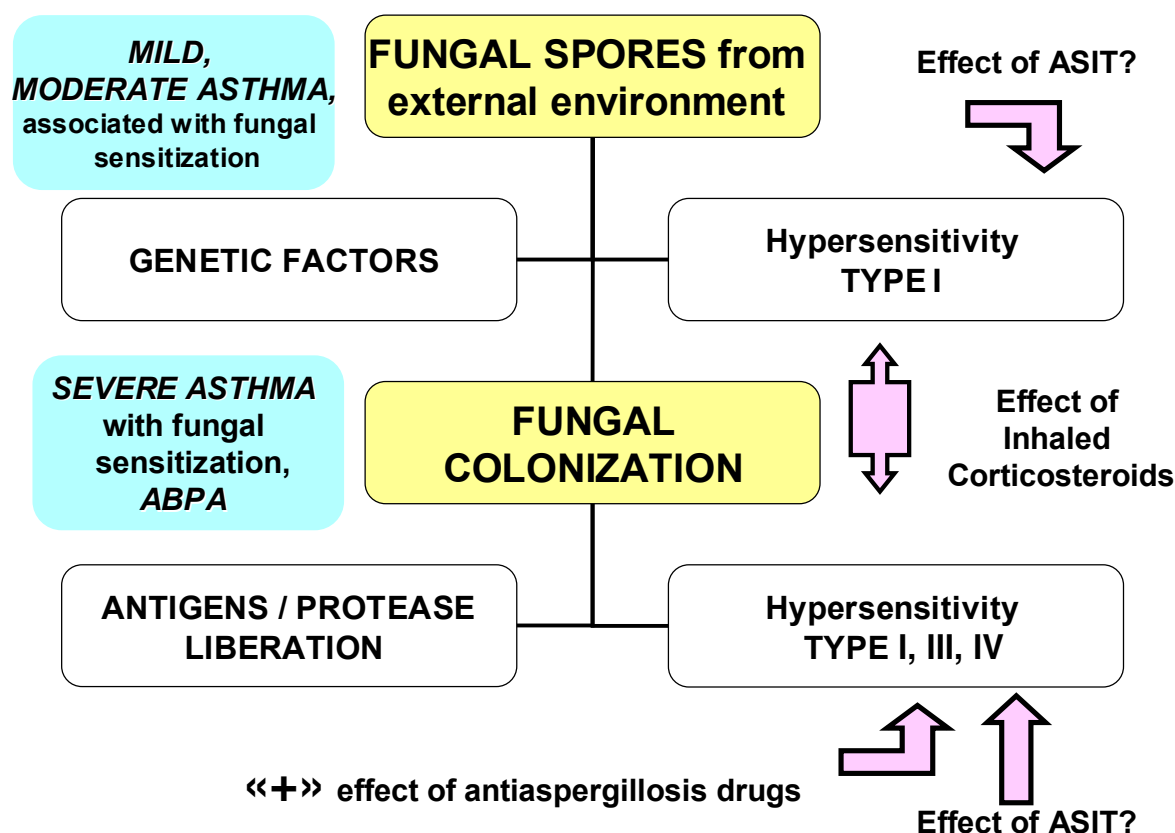 MILD,
MODERATE ASTHMA,
associated with fungal
sensitization
FUNGAL SPORES from
external environment
Effect of ASIT?
GENETIC FACTORS
Hypersensitivity
TYPE I
SEVERE ASTHMA
with fungal
sensitization,
ABPA
FUNGAL
COLONIZATION
Effect of
Inhaled
Corticosteroids
ANTIGENS / PROTEASE
LIBERATION
Hypersensitivity
TYPE I, III, IV
«+» effect of antiaspergillosis drugs
Effect of ASIT?